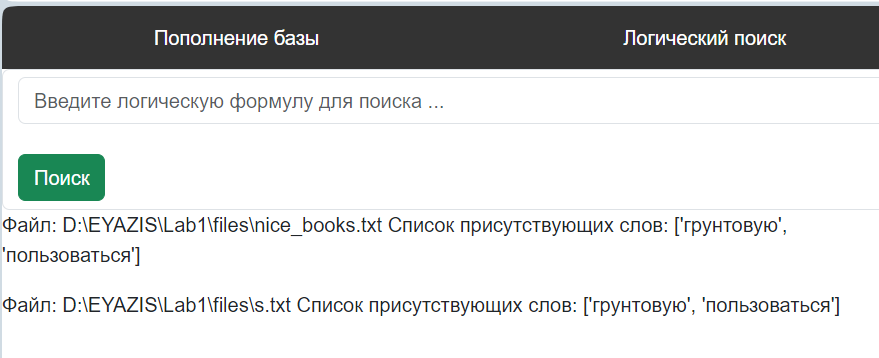 Пополнение базы
Логический поиск
Введите логическую формулу для поиска ...
Поиск
Файл: D:\EYAZIS\Lab1\files\nice_books.txt Список присутствующих слов: ['грунтовую',
'пользоваться']
Файл: D:\EYAZIS\Lab1\files\s.txt Список присутствующих слов: ['грунтовую', 'пользоваться']